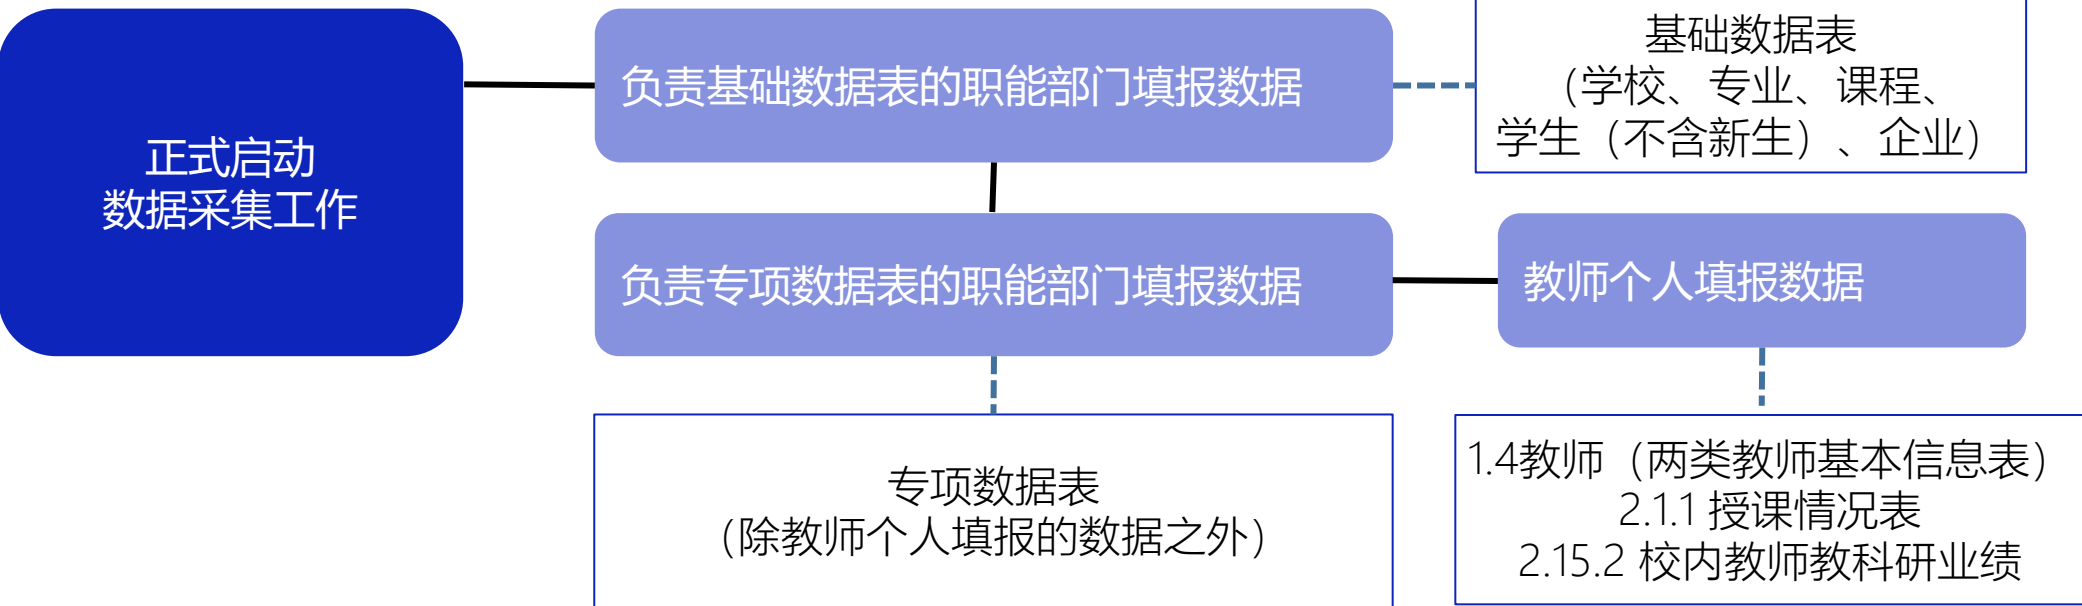 正式启动
数据采集工作
负责基础数据表的职能部门填报数据
基础数据表
（学校、专业、课程、
学生（不含新生）、企业）
负责专项数据表的职能部门填报数据
教师个人填报数据
专项数据表
（除教师个人填报的数据之外）
1.4教师（两类教师基本信息表）
2.1.1 授课情况表
2.15.2 校内教师教科研业绩